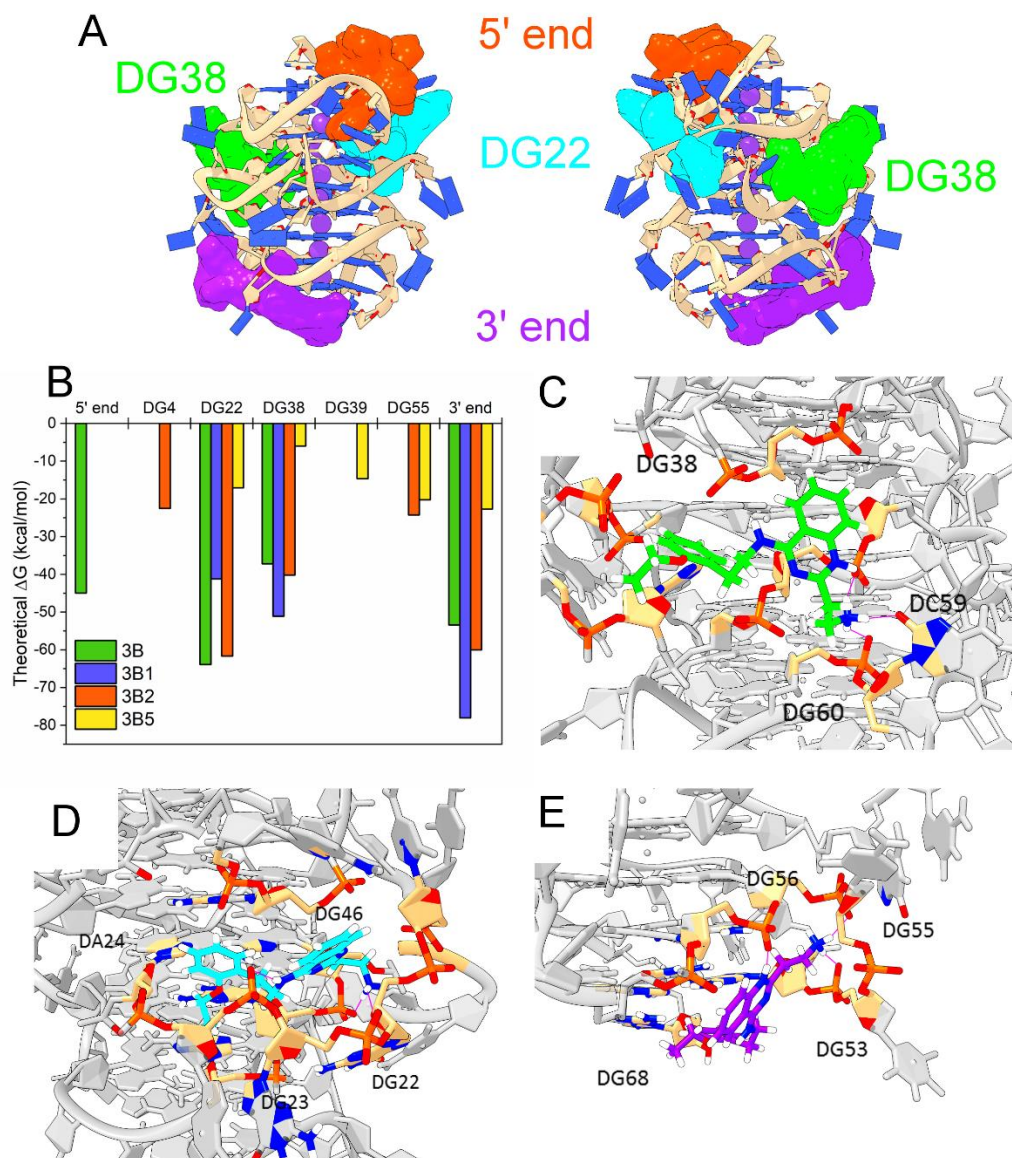 A
5' end
DG38
DG22
DG38
3' end
B
5' end DG4 DG22 DG38 DG39 DG55 3' end
0
-10
-20
-30
-40
-50
-60
-70
-80
Theoretical ΔG (kcal/mol)
3B
3B1
3B2
3B5
C
DG38
DC59
DG60
D
DG46
DA24
DG22
DG23
E
DG56
DG55
DG53
DG68